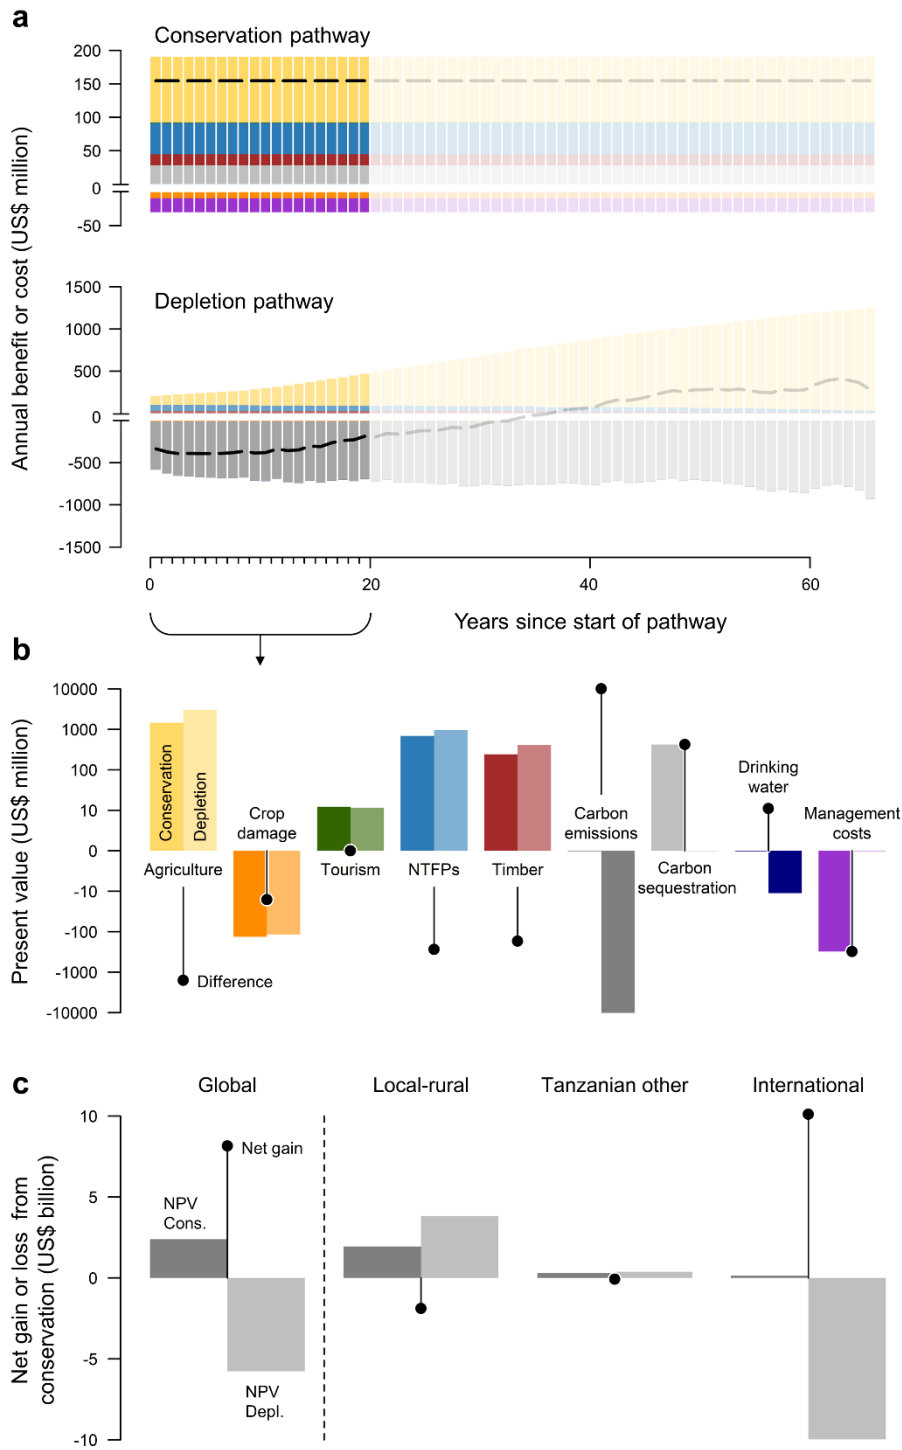 a
Conservation pathway
200
150
100
50
0
-50
Annual benefit or cost (US$ million)
Depletion pathway
1500
1000
500
0
-500
-1000
-1500
0 20 40 60
Years since start of pathway
b
Present value (US$ million)
10000
1000
100
10
0
-10
-100
-1000
-10000
Conservation
Depletion
Agriculture
Difference
Crop
damage
Tourism
NTFPs
Timber
Carbon
emissions
Carbon
sequestration
Drinking
water
Management
costs
c
Global Local-rural Tanzanian other International
Net gain or loss from
conservation (US$ billion)
10
5
0
-5
-10
Net gain
NPV
Cons.
NPV
Depl.